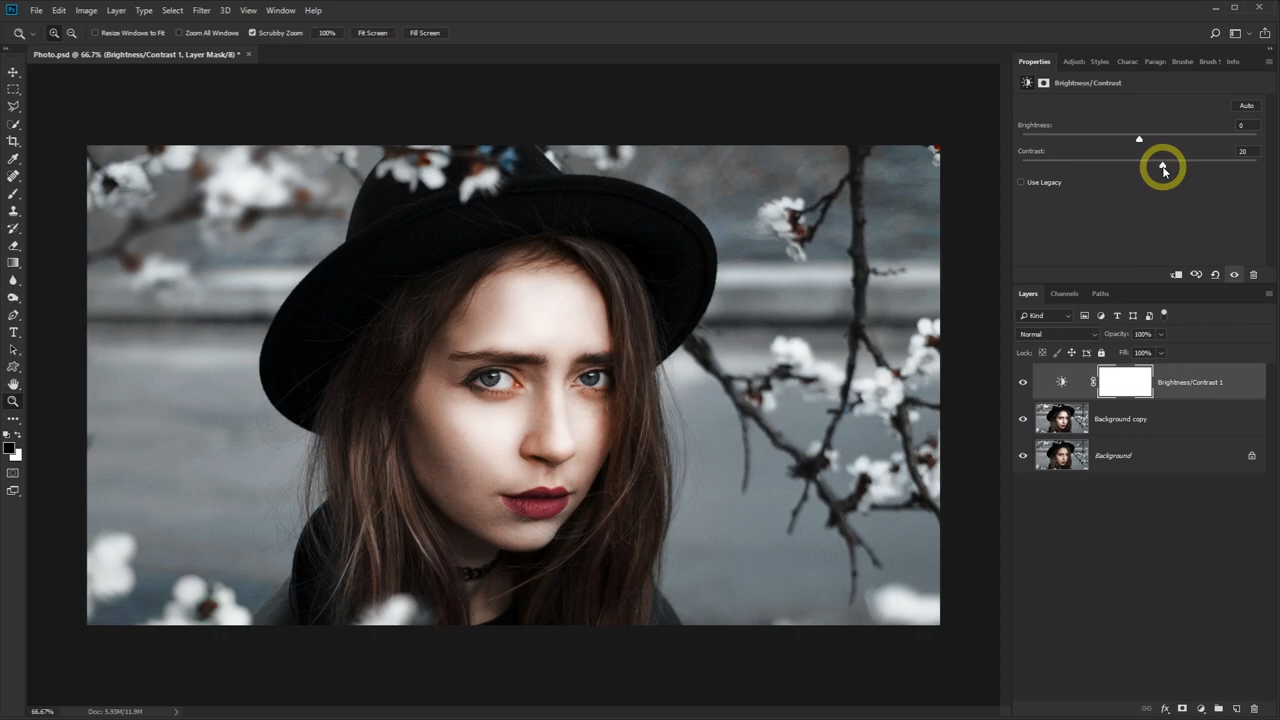 Ps File Edit Image Layer Type Select Filter 3D View Window Help
Resize Windows to Fit Zoom All Windows Scrubby Zoom 100% Fit Screen Fill Screen
Photo.psd @ 66.7% (Brightness/Contrast 1, Layer Mask/8) *
Properties Adjust Styles Charac Paragr Brushe Brush Info
Brightness/Contrast
Auto
Brightness: 0
Contrast: 20
Use Legacy
Layers Channels Paths
Kind
Normal Opacity: 100%
Lock: Fill: 100%
Brightness/Contrast 1
Background copy
Background
66.67% Doc: 5.93M/11.9M
fx